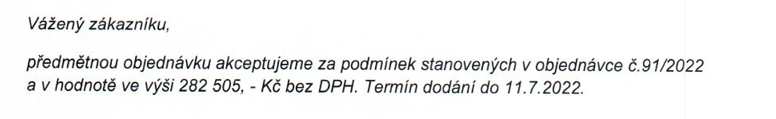 Vážený zákazníku,
předmětnou objednávku akceptujeme za podmínek stanovených v objednávce č.91/2022
a v hodnotě ve výši 282 505, - Kč bez DPH. Termín dodání do 11.7.2022.